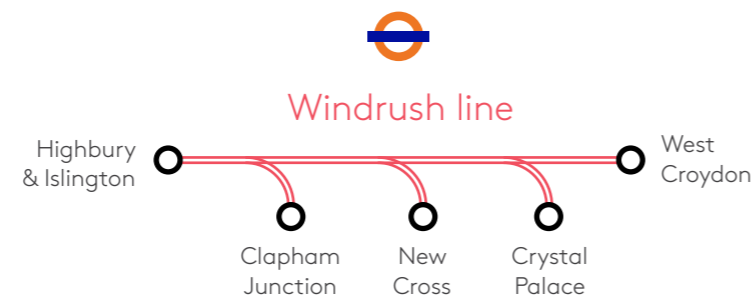 Windrush line
Highbury
& Islington
West
Croydon
Clapham
Junction
New
Cross
Crystal
Palace